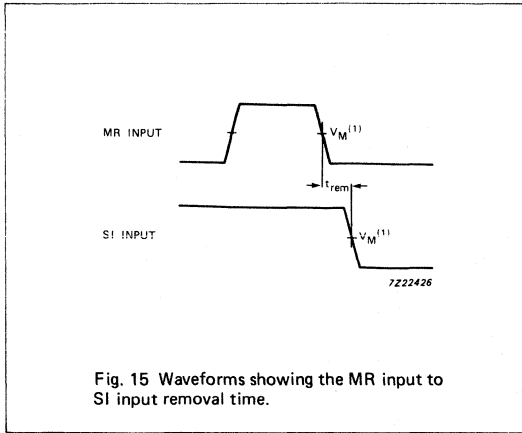 MR INPUT
VM(1)
trem
SI INPUT
VM(1)
7Z22426
Fig. 15 Waveforms showing the MR input to
SI input removal time.